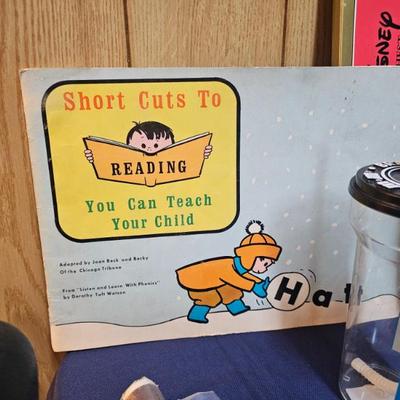 Short Cuts To
READING
You Can Teach
Your Child
Adapted by Joan Beck and Becky
Of the Chicago Tribune
From "Listen and Learn With Phonics"
by Dorothy Taft Watson
Hat
DISNEY